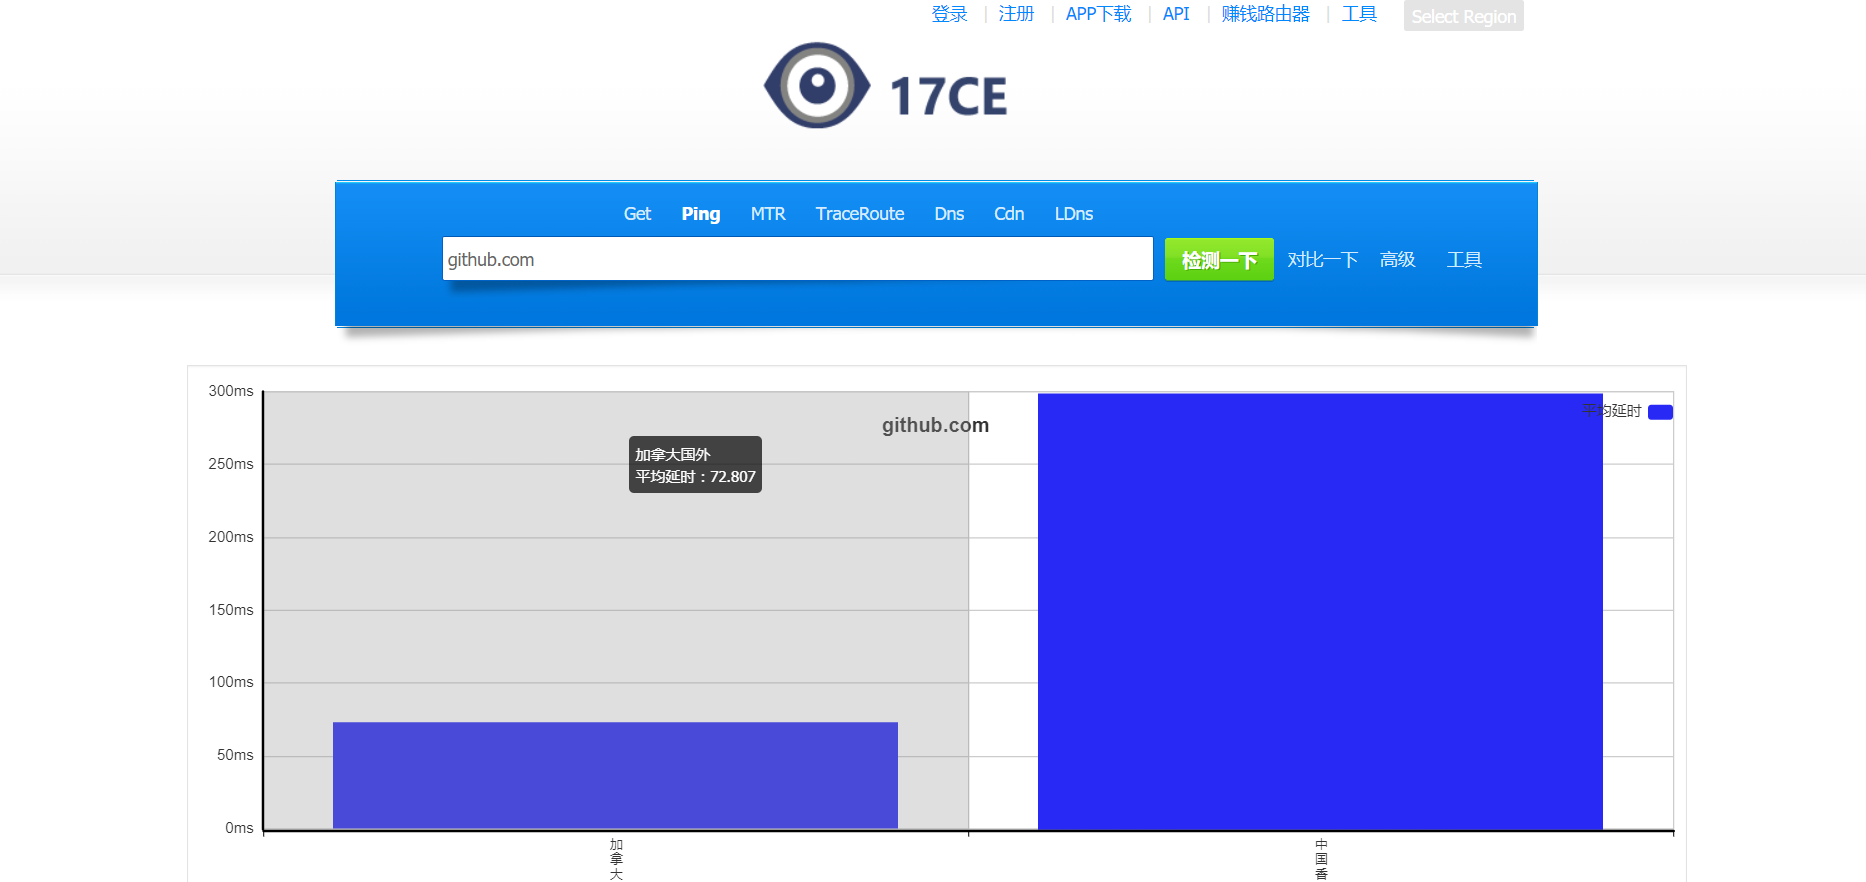 登录 | 注册 | APP下载 | API | 赚钱路由器 | 工具 Select Region
17CE
Get Ping MTR TraceRoute Dns Cdn LDns
github.com 检测一下 对比一下 高级 工具
github.com
平均延时
加拿大国外
平均延时：72.807
300ms
250ms
200ms
150ms
100ms
50ms
0ms
加拿大
中国香